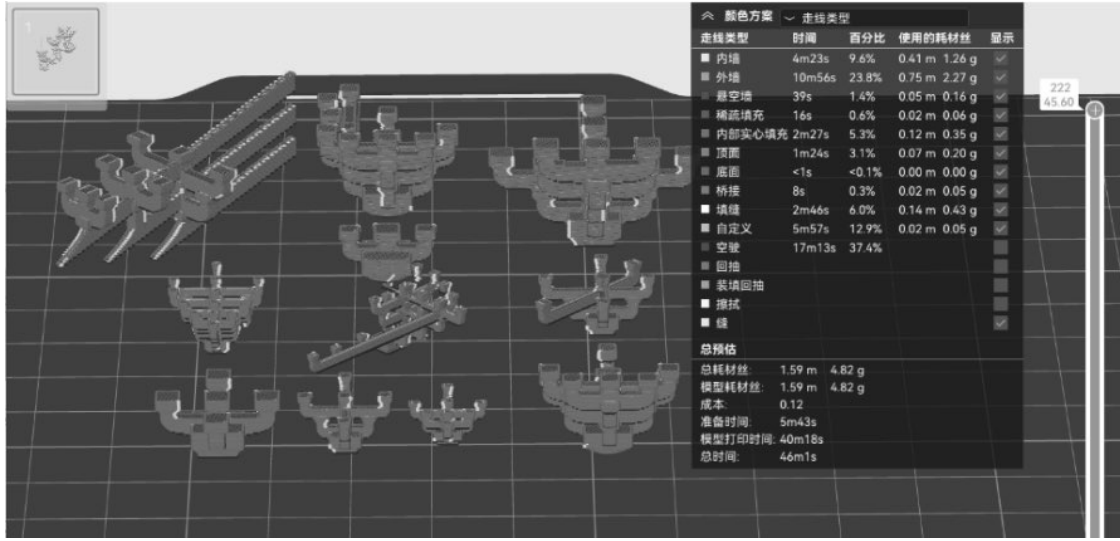 1
颜色方案 走线类型
走线类型 时间 百分比 使用的耗材丝 显示
内墙 4m23s 9.6% 0.41 m 1.26 g
外墙 10m56s 23.8% 0.75 m 2.27 g
悬空墙 39s 1.4% 0.05 m 0.16 g
稀疏填充 16s 0.6% 0.02 m 0.06 g
内部实心填充 2m27s 5.3% 0.12 m 0.35 g
顶面 1m24s 3.1% 0.07 m 0.20 g
底面 <1s <0.1% 0.00 m 0.00 g
桥接 8s 0.3% 0.02 m 0.05 g
填缝 2m46s 6.0% 0.14 m 0.43 g
自定义 5m57s 12.9% 0.02 m 0.05 g
空驶 17m13s 37.4%
回抽
装填回抽
擦拭
缝
总预估
总耗材丝: 1.59 m 4.82 g
模型耗材丝: 1.59 m 4.82 g
成本: 0.12
准备时间: 5m43s
模型打印时间: 40m18s
总时间: 46m1s
222
45.60